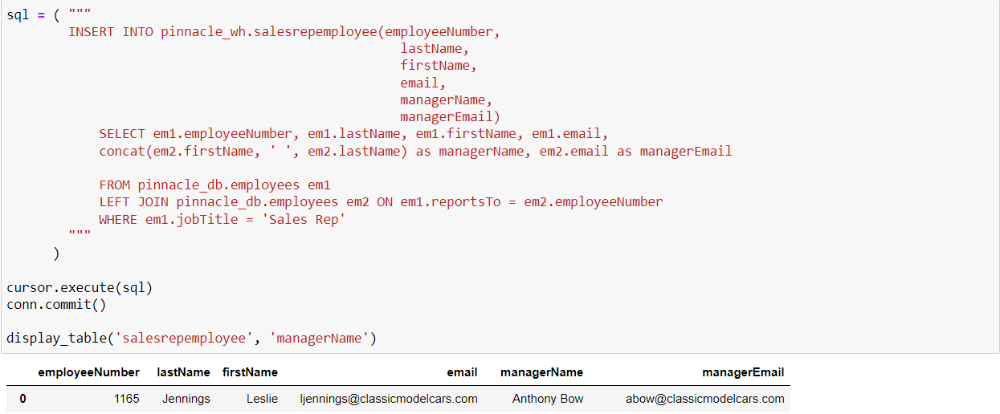 sql = ( """
INSERT INTO pinnacle_wh.salesrepemployee(employeeNumber,
lastName,
firstName,
email,
managerName,
managerEmail)
SELECT em1.employeeNumber, em1.lastName, em1.firstName, em1.email,
concat(em2.firstName, ' ', em2.lastName) as managerName, em2.email as managerEmail
FROM pinnacle_db.employees em1
LEFT JOIN pinnacle_db.employees em2 ON em1.reportsTo = em2.employeeNumber
WHERE em1.jobTitle = 'Sales Rep'
"""
)
cursor.execute(sql)
conn.commit()
display_table('salesrepemployee', 'managerName')
employeeNumber lastName firstName email managerName managerEmail
0 1165 Jennings Leslie ljennings@classicmodelcars.com Anthony Bow abow@classicmodelcars.com